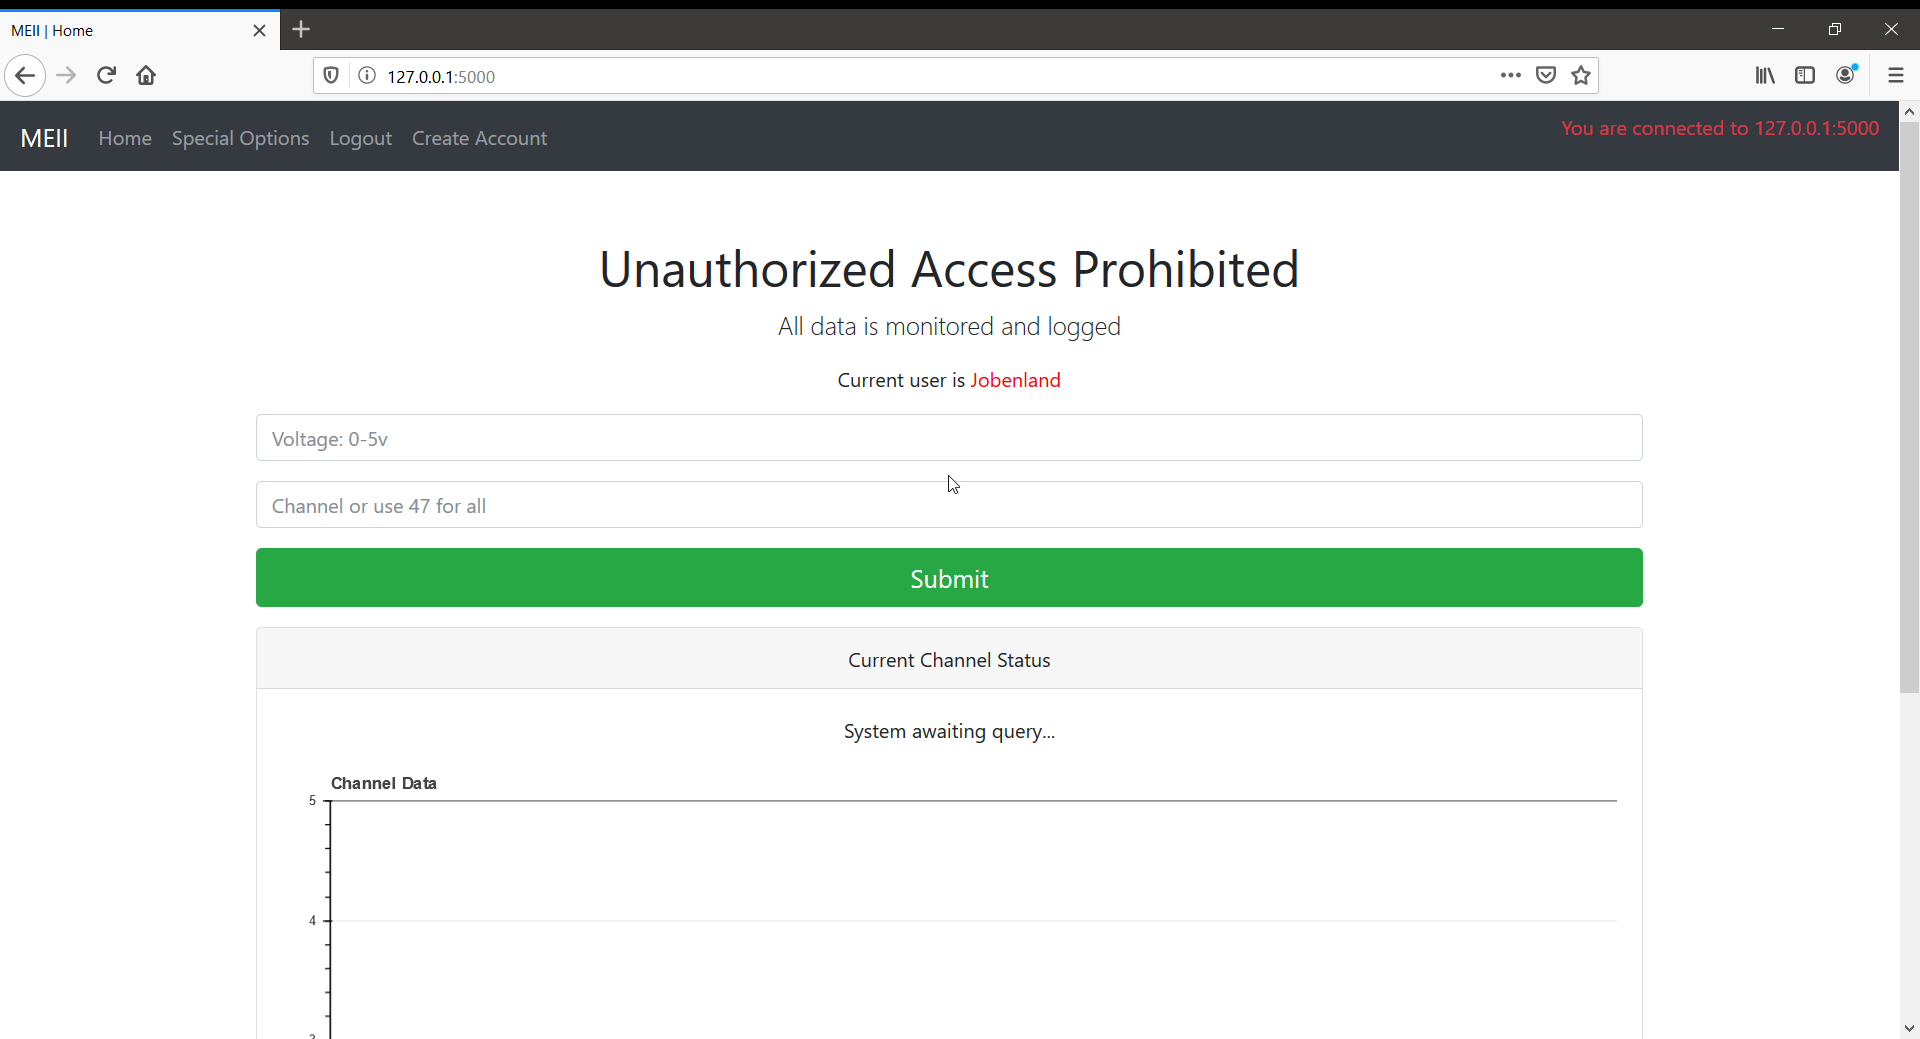 MEII | Home
127.0.0.1:5000
MEII Home Special Options Logout Create Account
You are connected to 127.0.0.1:5000
Unauthorized Access Prohibited
All data is monitored and logged
Current user is Jobenland
Voltage: 0-5v
Channel or use 47 for all
Submit
Current Channel Status
System awaiting query...
Channel Data
5
4